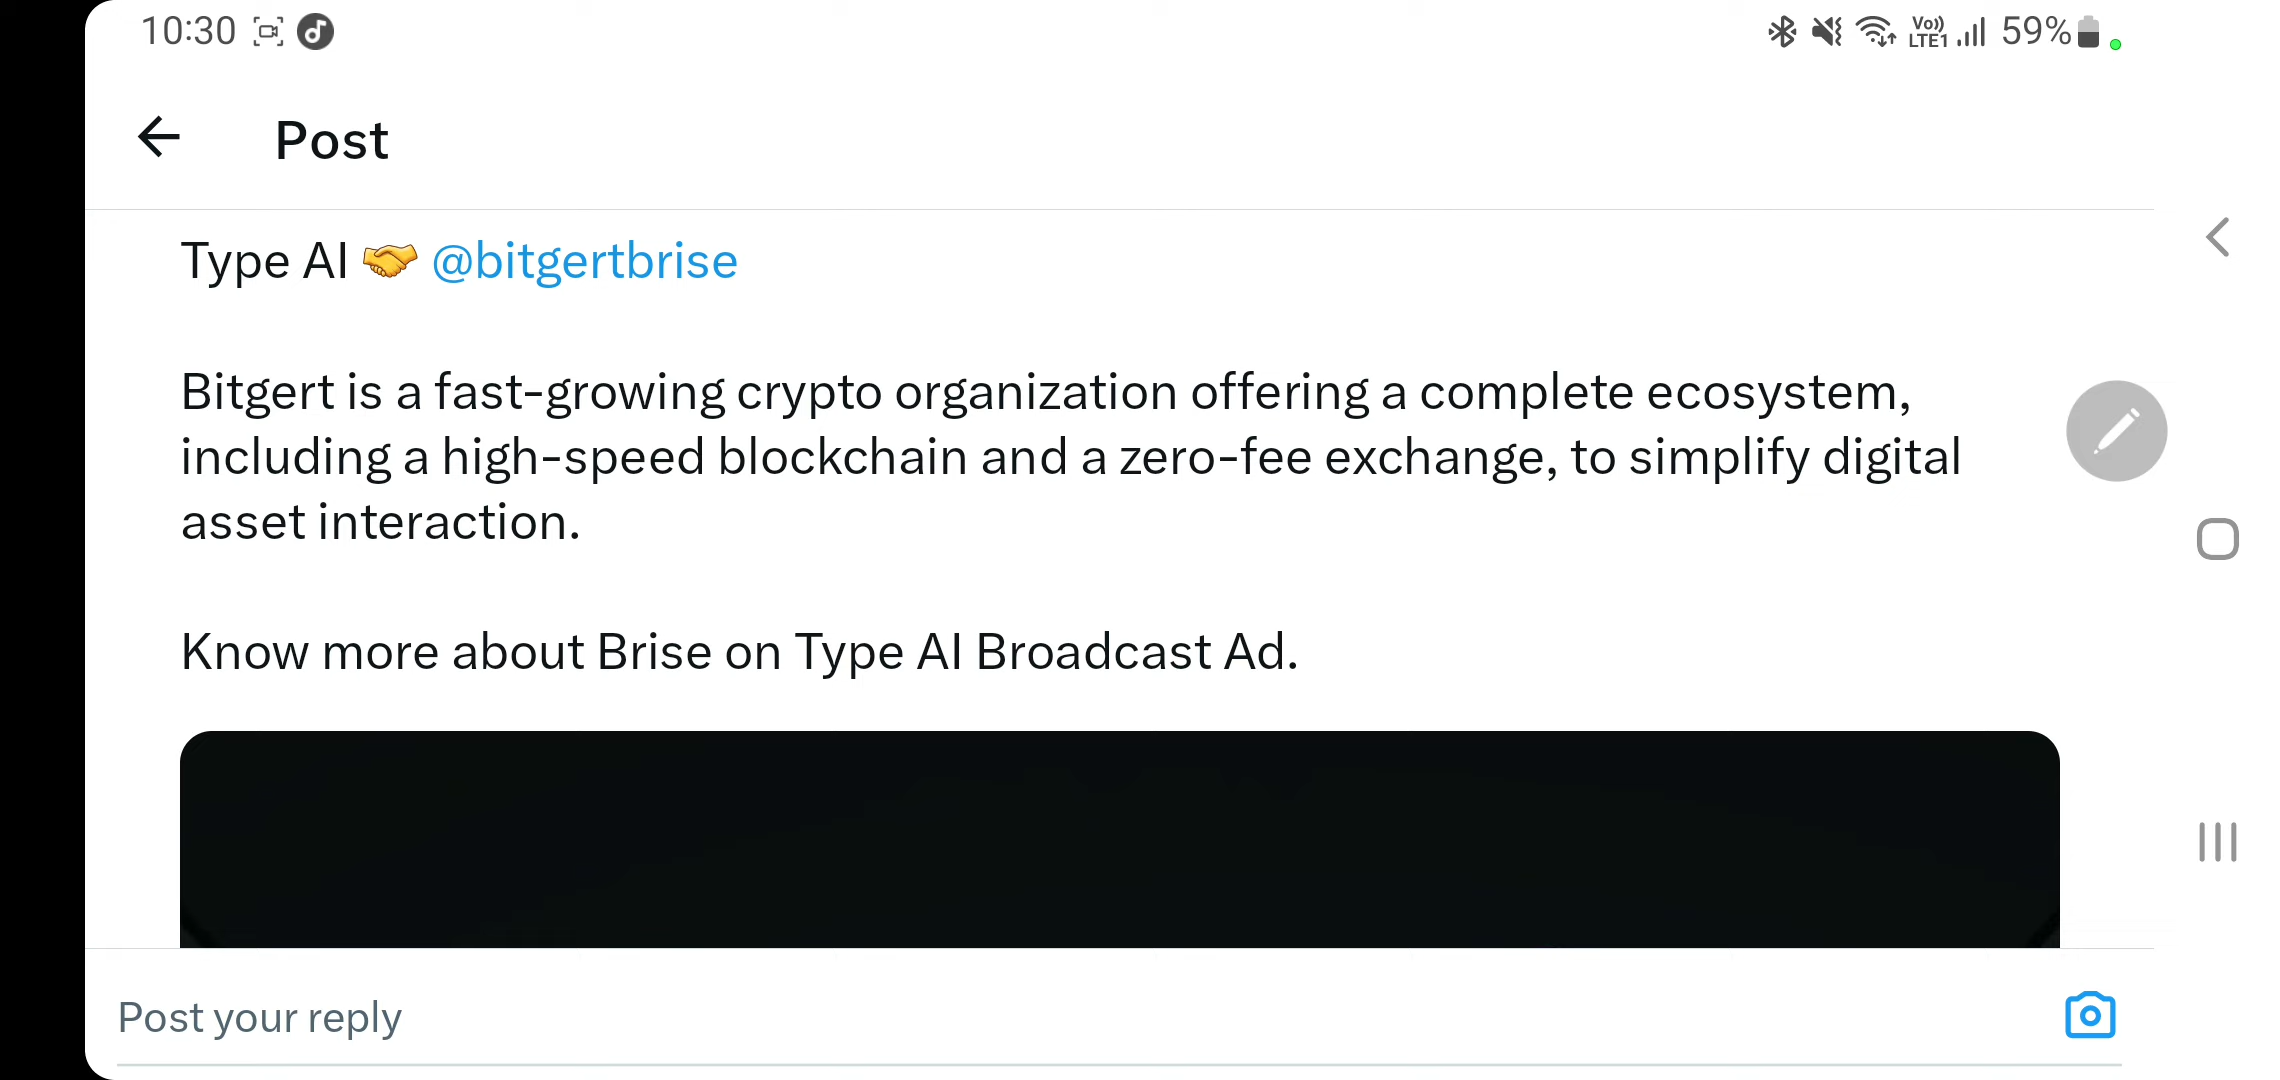 10:30
Vo)) LTE1 59%
Post
Type AI 🤝 @bitgertbrise
Bitgert is a fast-growing crypto organization offering a complete ecosystem,
including a high-speed blockchain and a zero-fee exchange, to simplify digital
asset interaction.
Know more about Brise on Type AI Broadcast Ad.
Post your reply